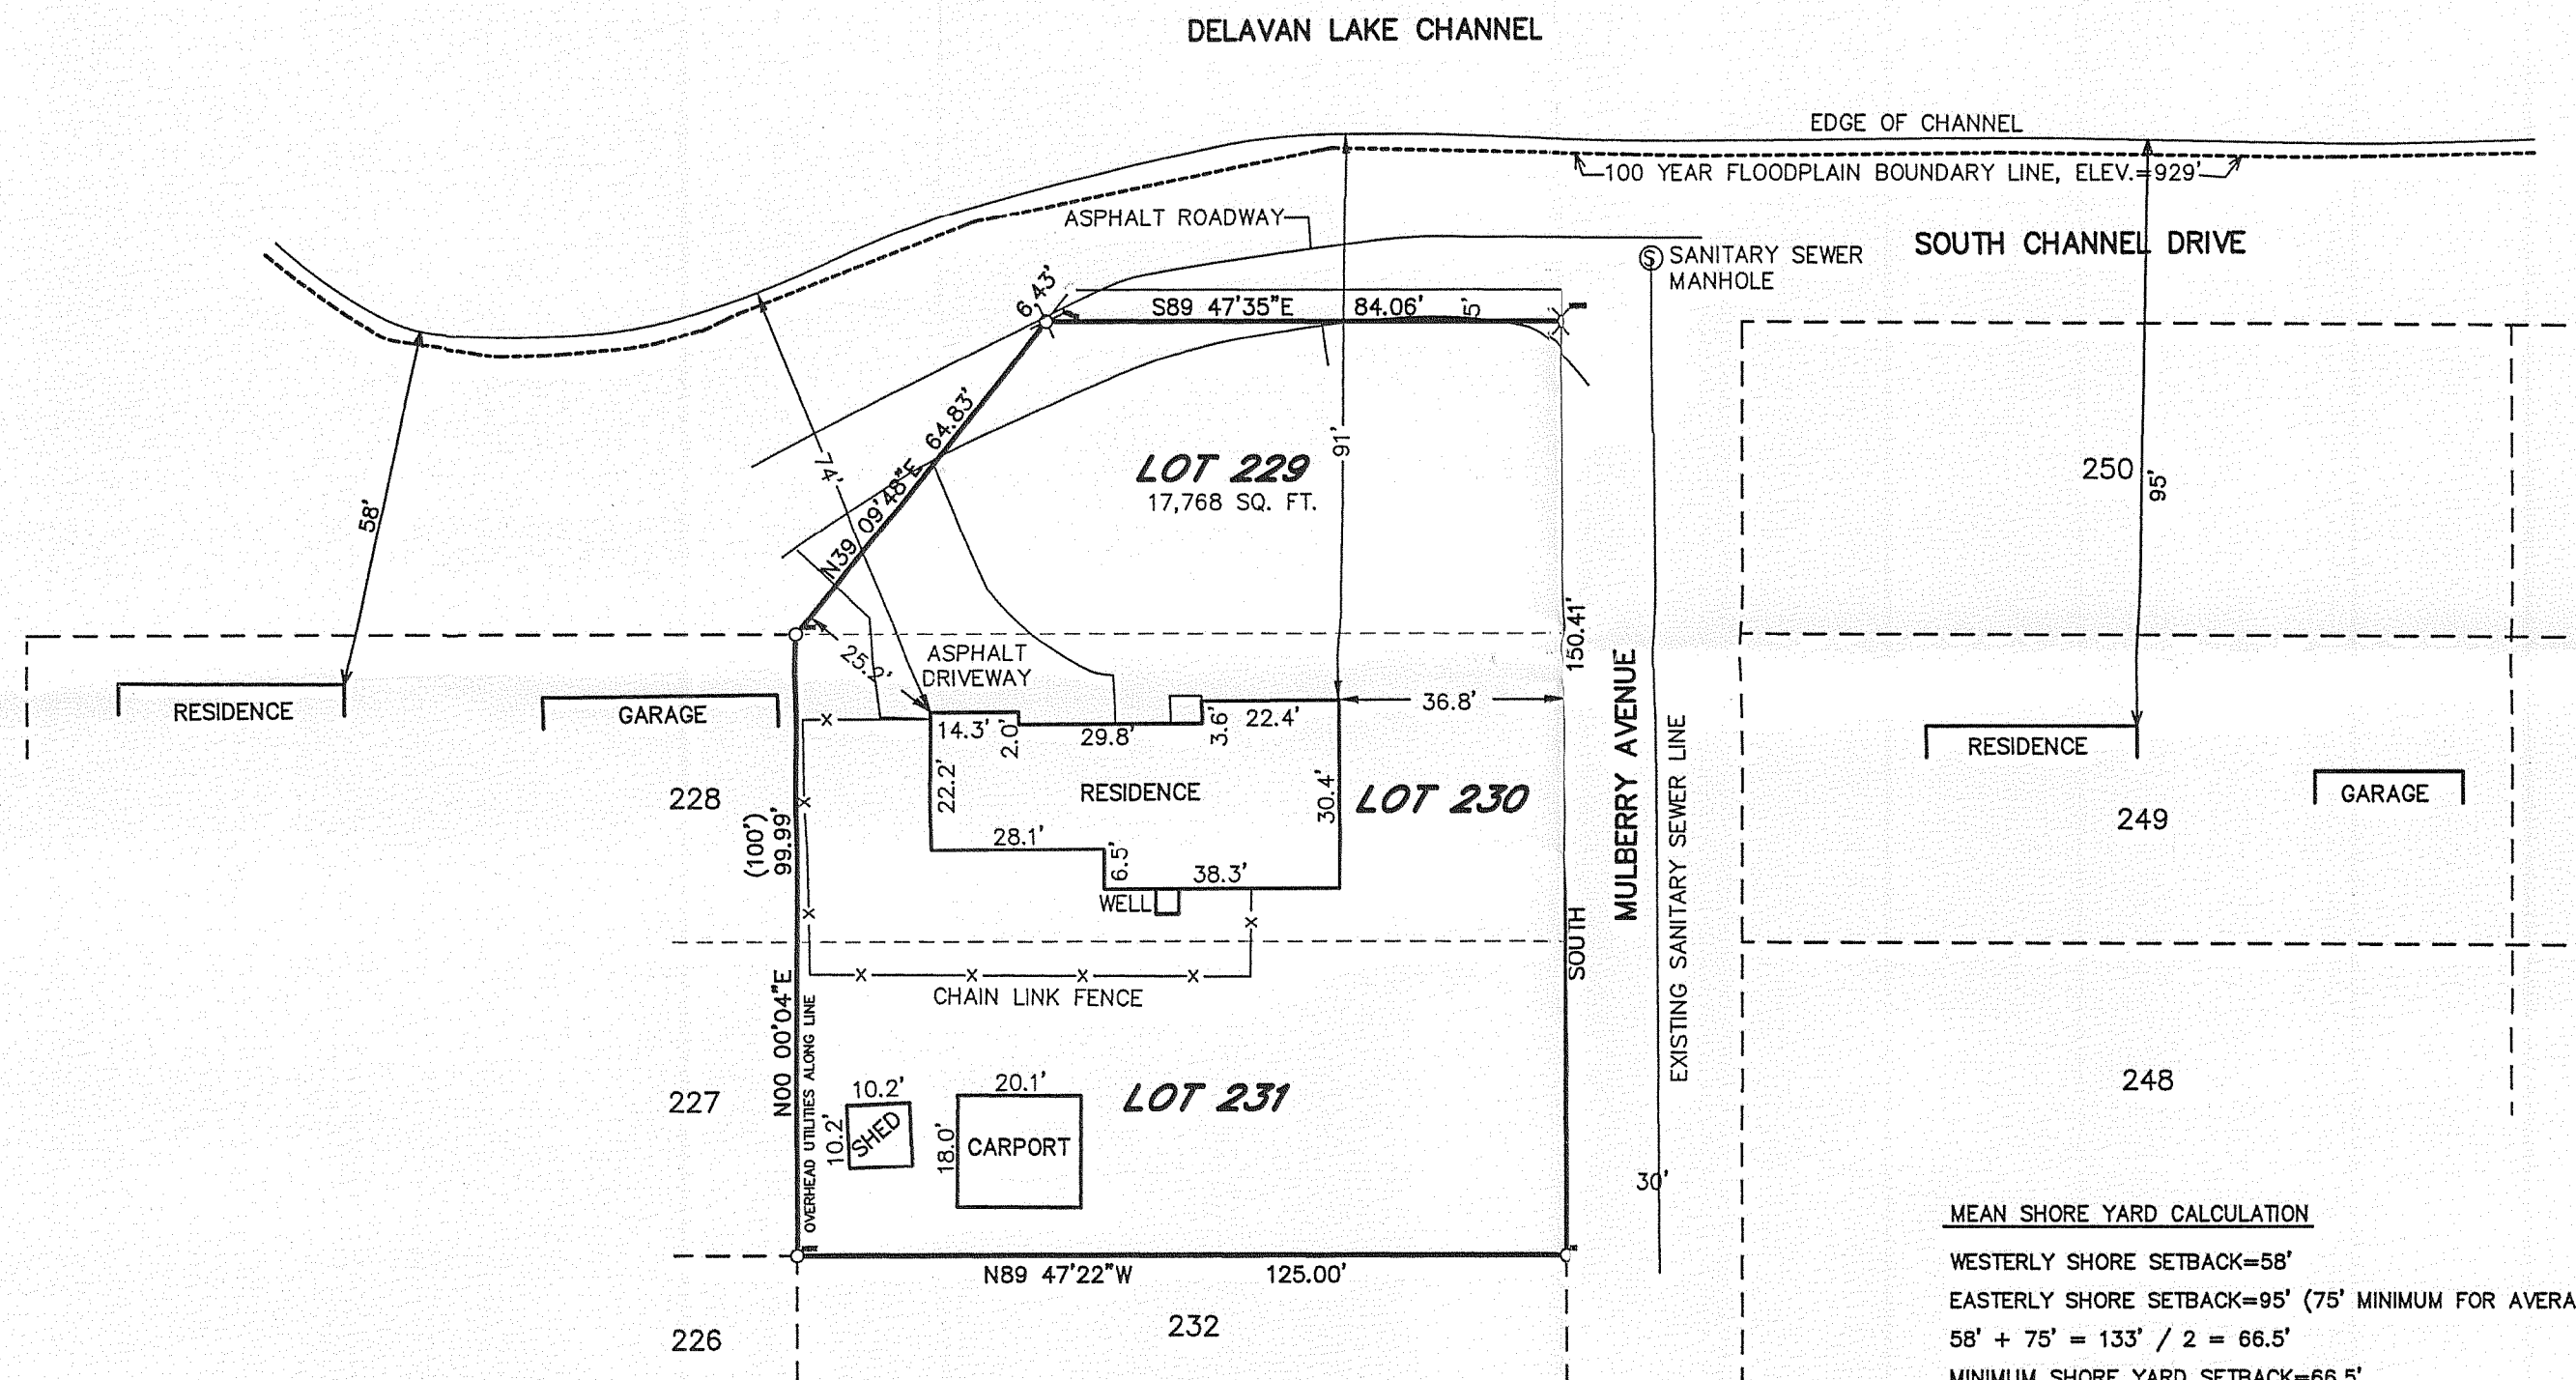 DELAVAN LAKE CHANNEL
EDGE OF CHANNEL
100 YEAR FLOODPLAIN BOUNDARY LINE, ELEV.=929'
ASPHALT ROADWAY
SOUTH CHANNEL DRIVE
SANITARY SEWER
MANHOLE
S
6.43'
S89 47'35"E 84.06' 5'
N39 09'48"E 64.83'
74'
91'
58'
95'
LOT 229
17,768 SQ. FT.
250
150.41'
25.2'
ASPHALT
DRIVEWAY
36.8'
RESIDENCE
GARAGE
14.3'
2.0'
29.8'
3.6'
22.4'
RESIDENCE
GARAGE
22.2'
RESIDENCE
30.4'
LOT 230
228
249
(100')
99.99'
28.1'
6.5'
38.3'
WELL
MULBERRY AVENUE
EXISTING SANITARY SEWER LINE
SOUTH
X
X
X
X
X
X
X
X
CHAIN LINK FENCE
N00 00'04"E
OVERHEAD UTILITIES ALONG LINE
227
10.2'
10.2'
SHED
20.1'
18.0'
CARPORT
LOT 231
248
30'
N89 47'22"W 125.00'
226
232
MEAN SHORE YARD CALCULATION
WESTERLY SHORE SETBACK=58'
EASTERLY SHORE SETBACK=95' (75' MINIMUM FOR AVERA
58' + 75' = 133' / 2 = 66.5'
MINIMUM SHORE YARD SETBACK=66.5'